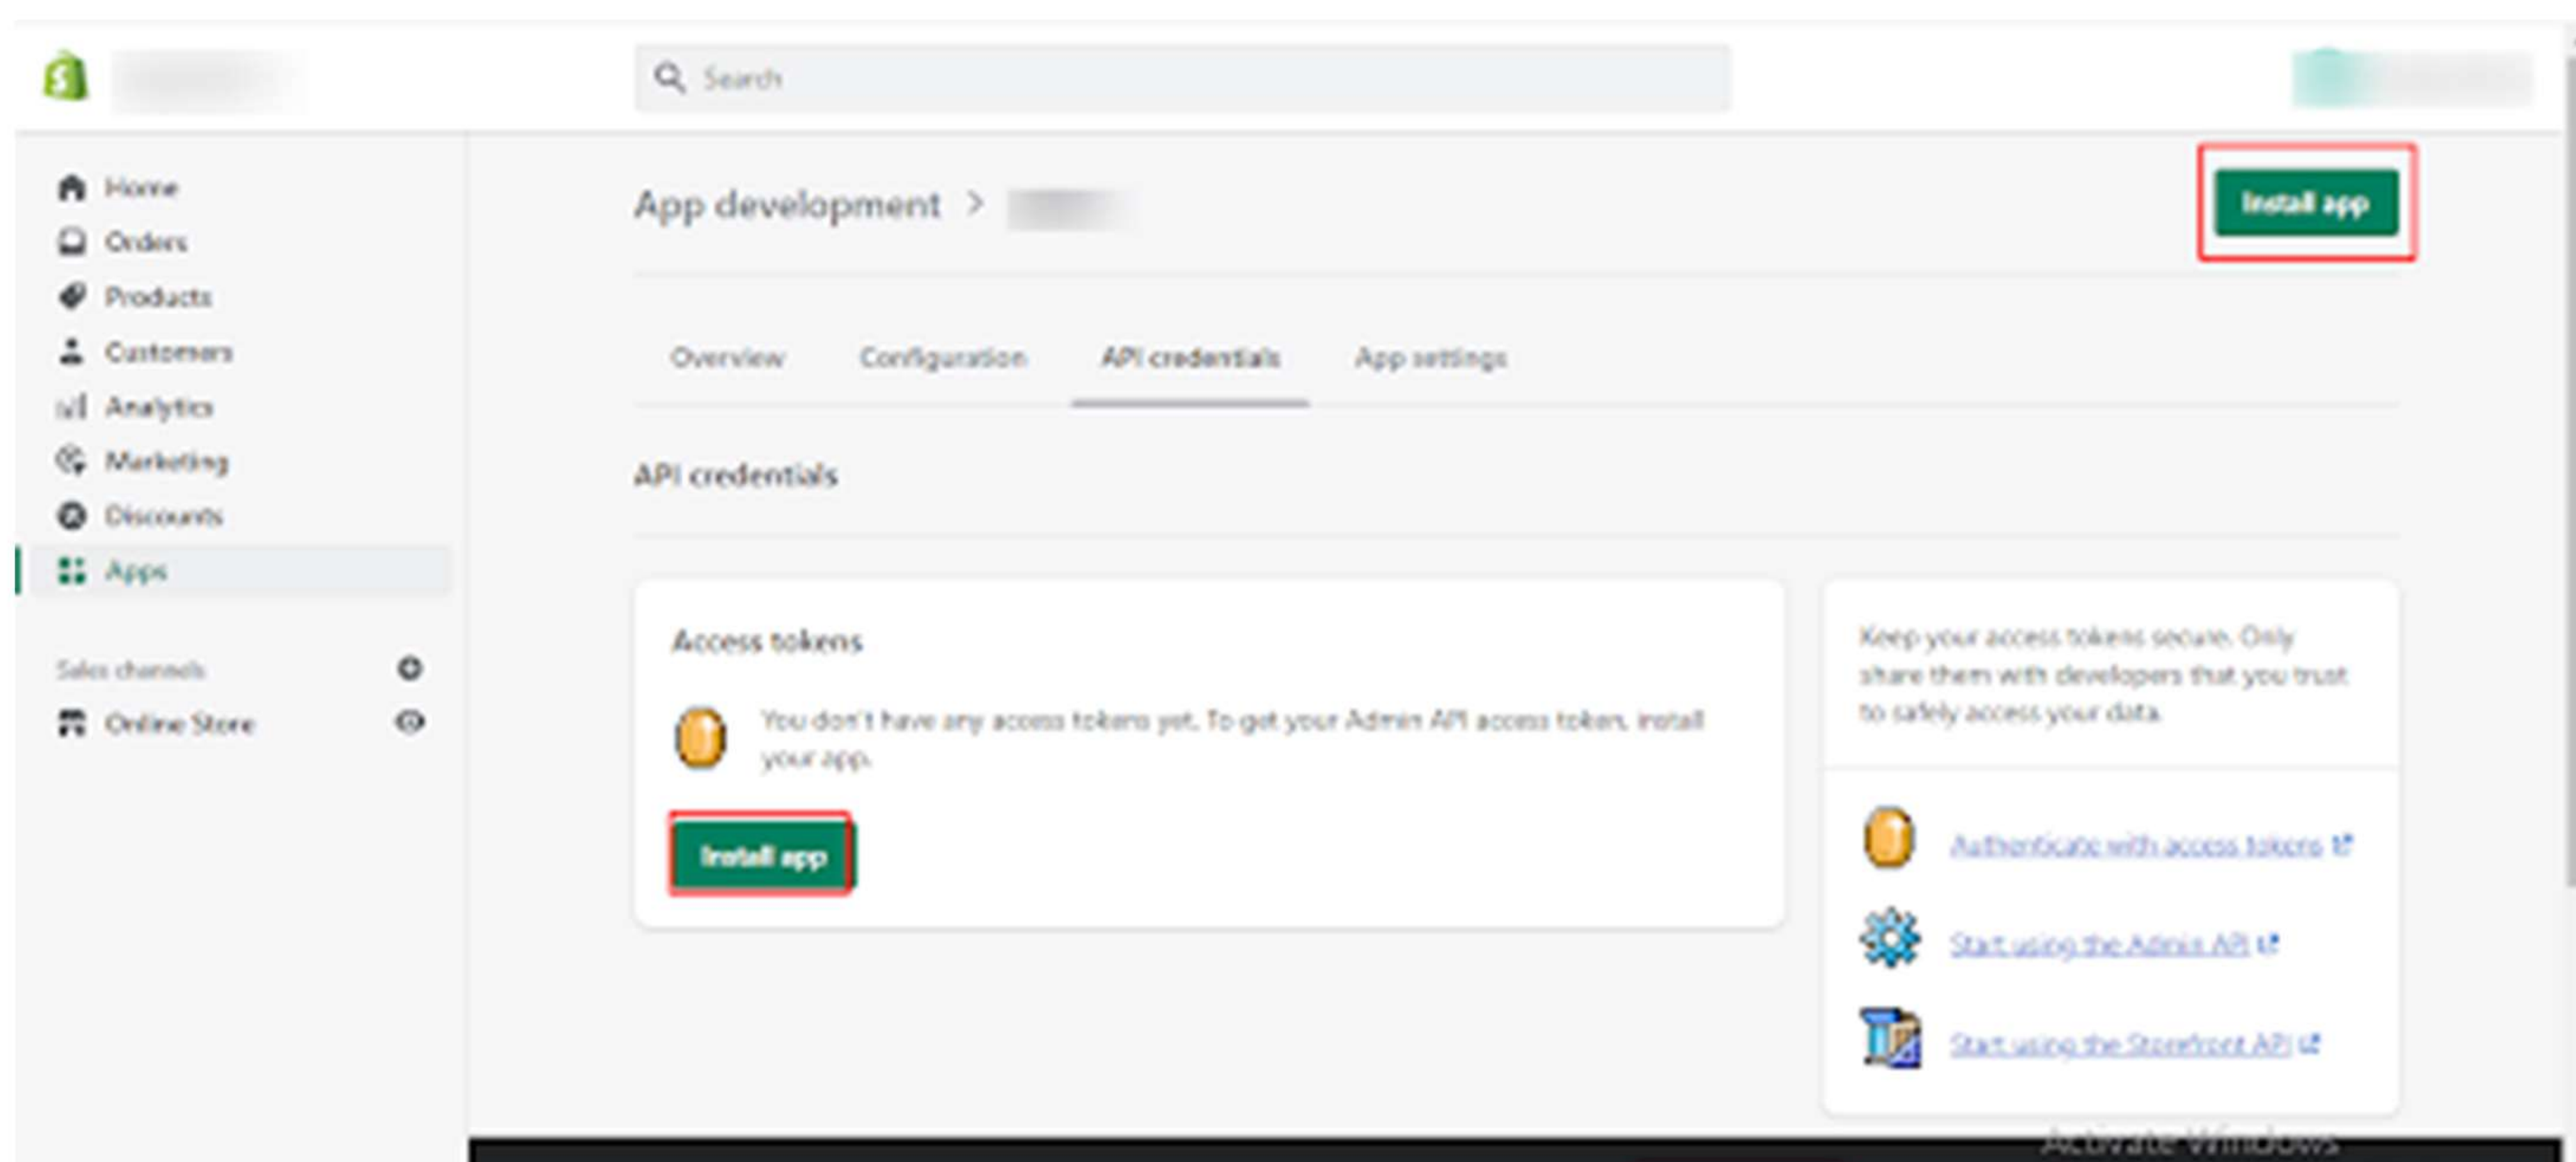 Search
Home
Orders
Products
Customers
Analytics
Marketing
Discounts
Apps
Sales channels
Online Store
App development >
Install app
Overview
Configuration
API credentials
App settings
API credentials
Access tokens
You don't have any access tokens yet. To get your Admin API access token, install
your app.
Install app
Keep your access tokens secure. Only
share them with developers that you trust
to safely access your data.
Authenticate with access tokens
Start using the Admin API
Start using the Storefront API
Activate Windows